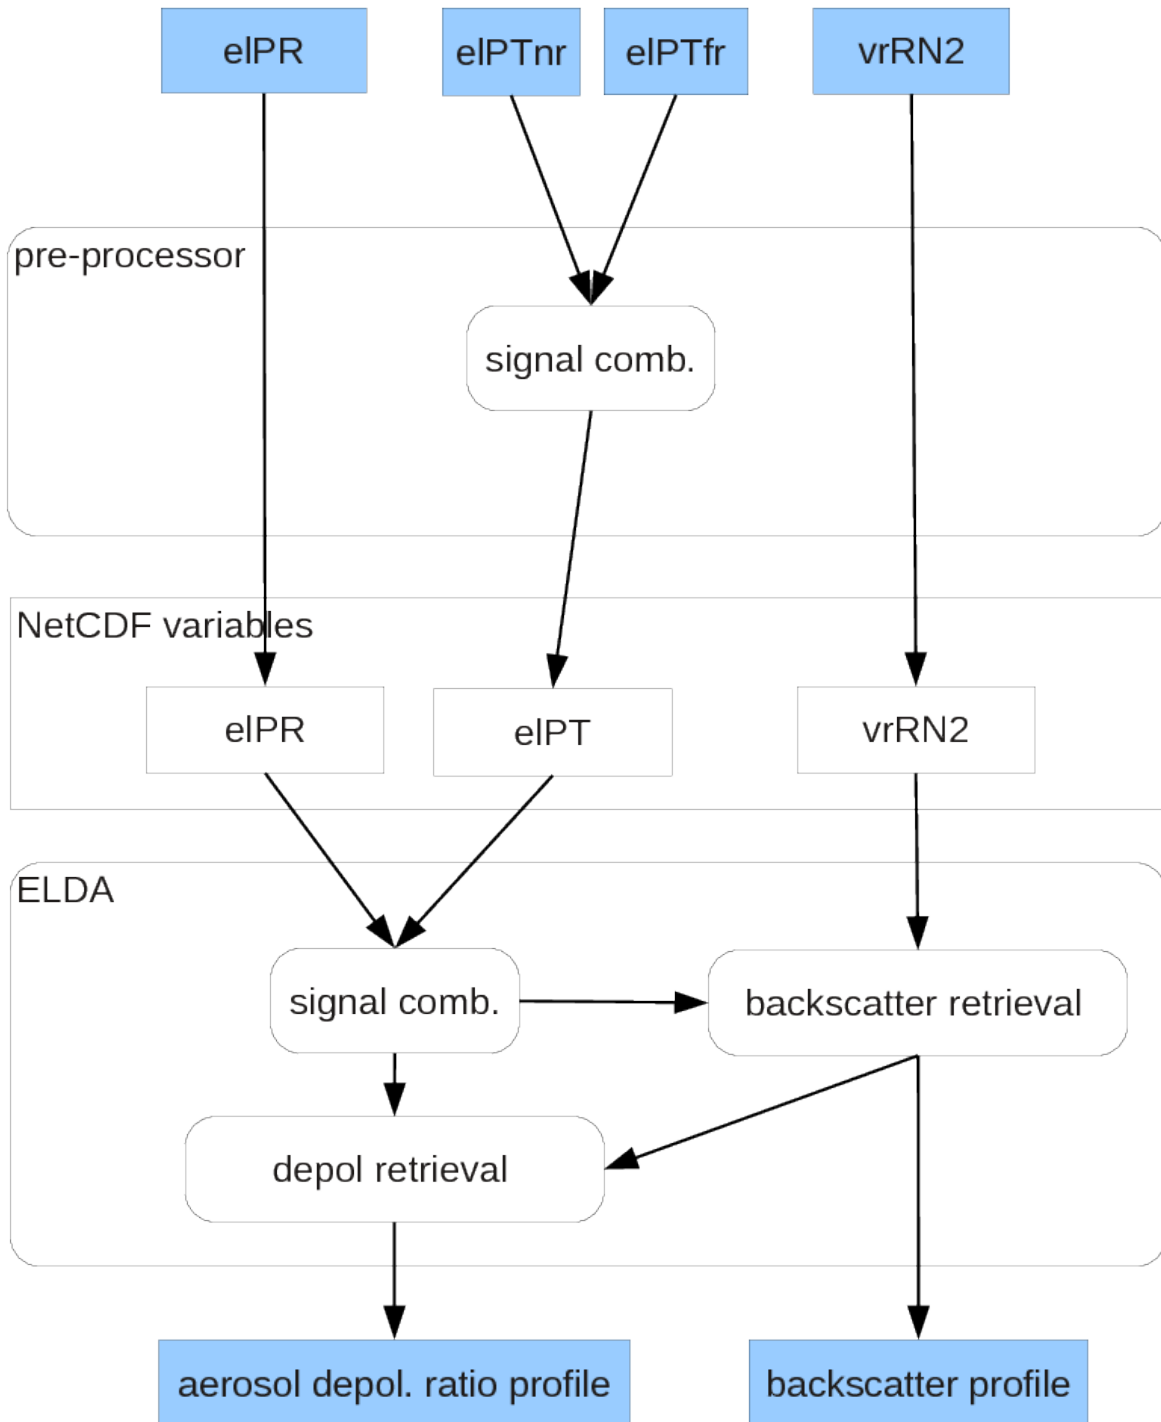 elPR
elPTnr
elPTfr
vrRN2
pre-processor
signal comb.
NetCDF variables
elPR
elPT
vrRN2
ELDA
signal comb.
backscatter retrieval
depol retrieval
aerosol depol. ratio profile
backscatter profile